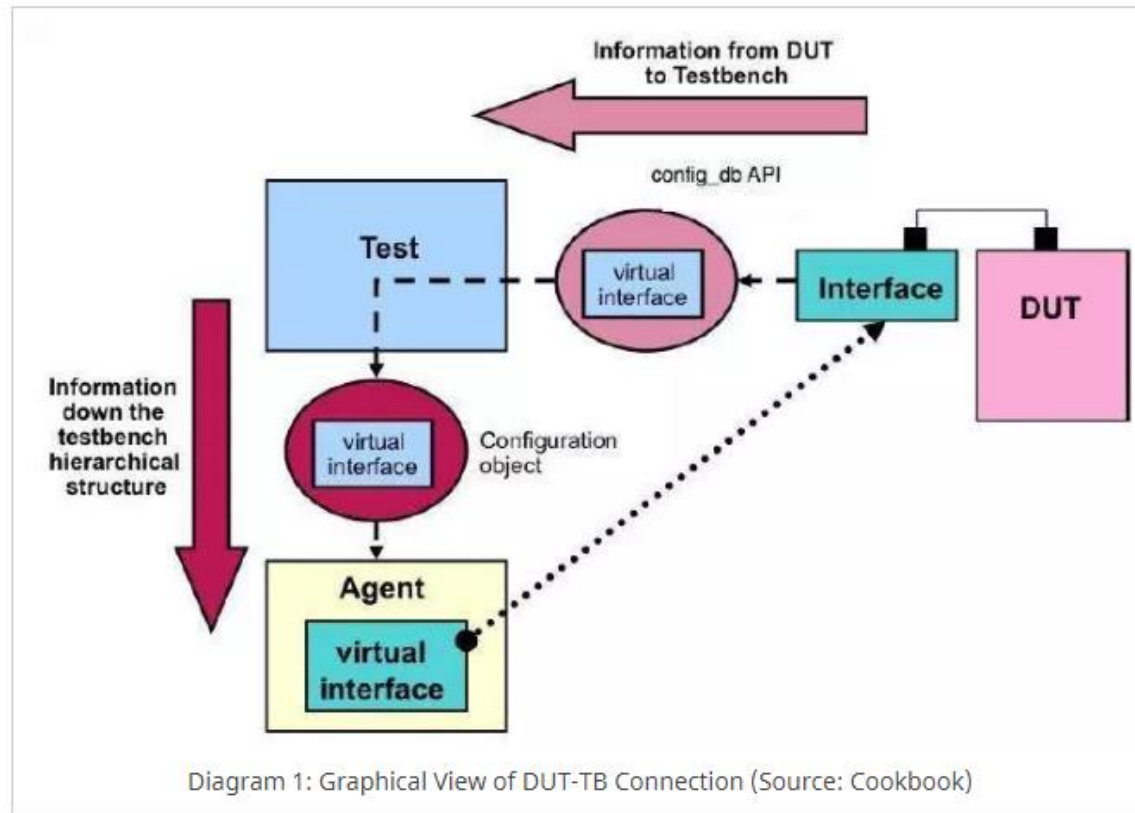 Information from DUT
to Testbench
config_db API
Test
virtual
interface
Interface
DUT
Information
down the
testbench
hierarchical
structure
virtual
interface
Configuration
object
Agent
virtual
interface
Diagram 1: Graphical View of DUT-TB Connection (Source: Cookbook)